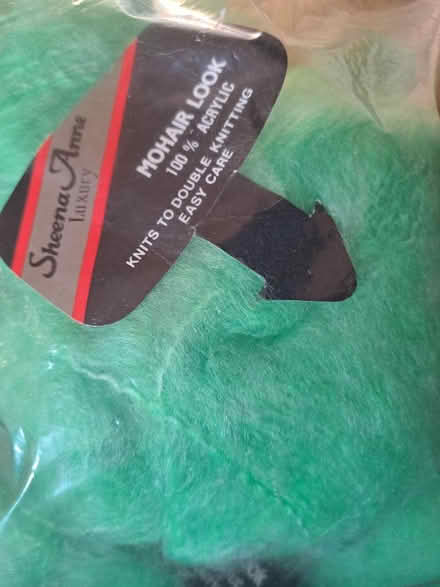 Sheena Anne
Luxury
MOHAIR LOOK
100% ACRYLIC
KNITS TO DOUBLE KNITTING
EASY CARE